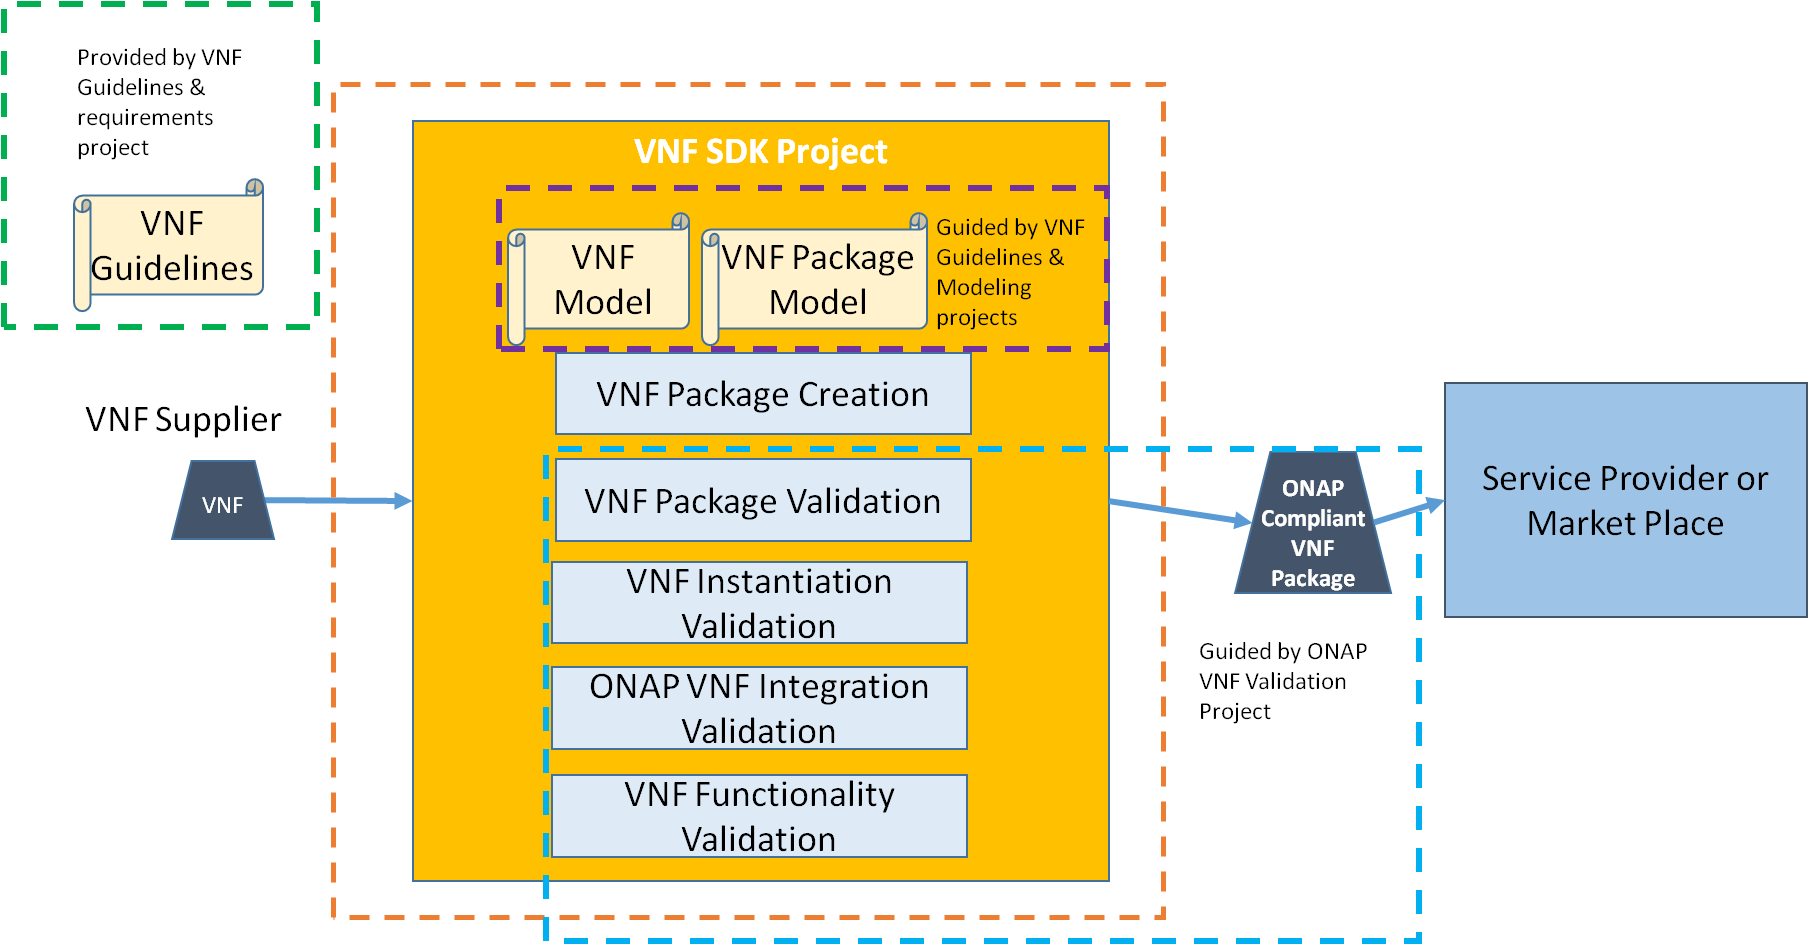 Provided by VNF
Guidelines &
requirements
project
VNF
Guidelines
VNF SDK Project
VNF
Model
VNF Package
Model
Guided by VNF
Guidelines &
Modeling
projects
VNF Package Creation
VNF Supplier
VNF
VNF Package Validation
VNF Instantiation
Validation
ONAP VNF Integration
Validation
VNF Functionality
Validation
ONAP
Compliant
VNF
Package
Guided by ONAP
VNF Validation
Project
Service Provider or
Market Place